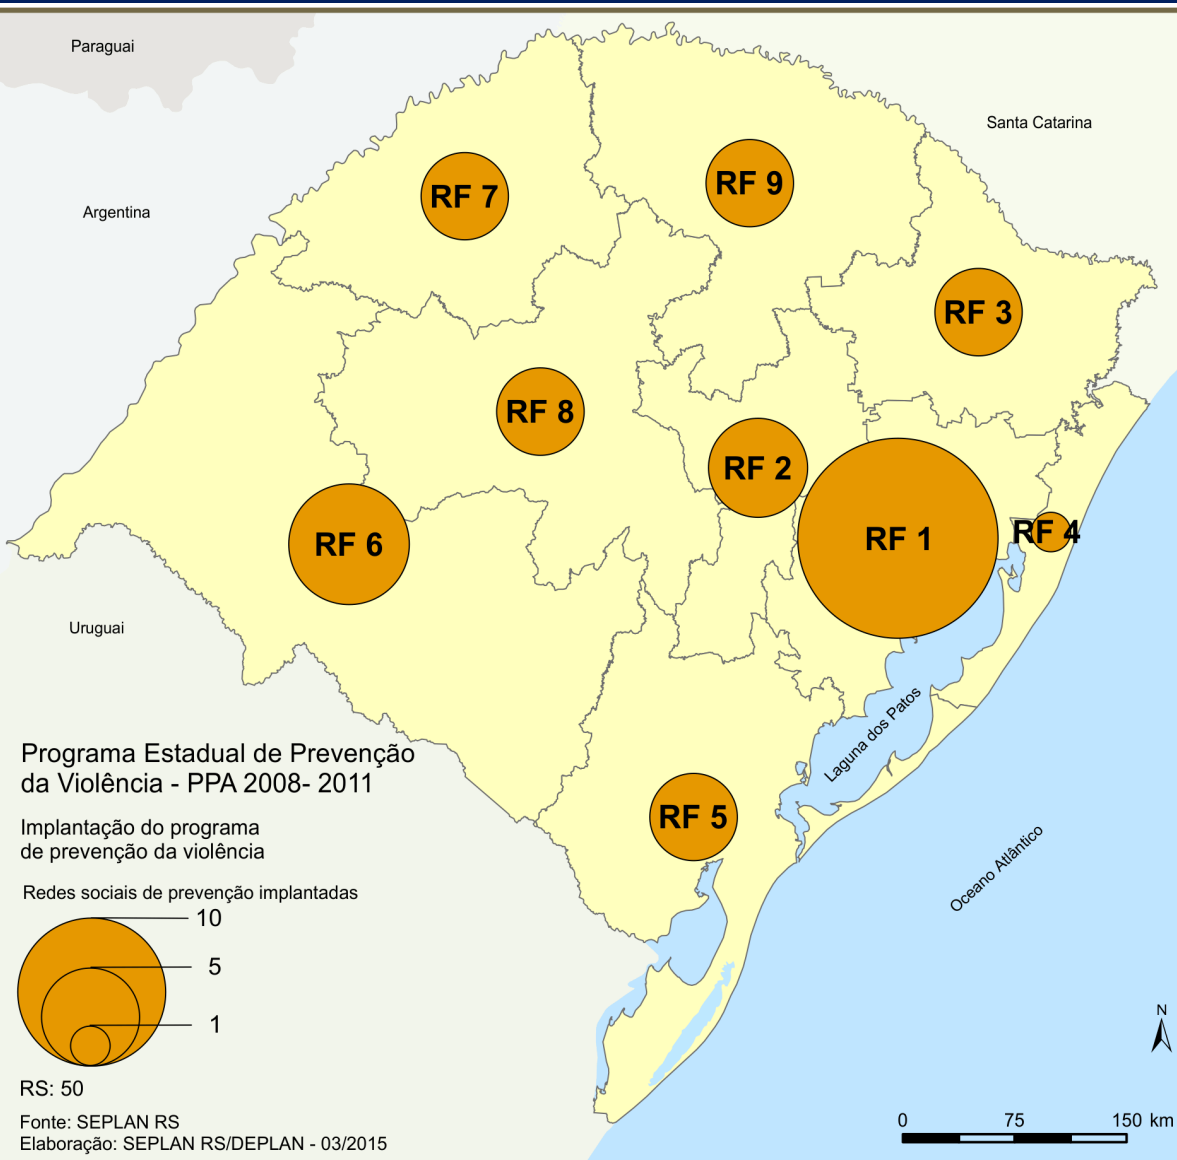 Paraguai
Santa Catarina
Argentina
RF 7
RF 9
RF 3
RF 8
RF 2
RF 6
RF 1
RF 4
Uruguai
RF 5
Laguna dos Patos
Oceano Atlântico
Programa Estadual de Prevenção
da Violência - PPA 2008- 2011
Implantação do programa
de prevenção da violência
Redes sociais de prevenção implantadas
10
5
1
RS: 50
Fonte: SEPLAN RS
Elaboração: SEPLAN RS/DEPLAN - 03/2015
N
0 75 150 km